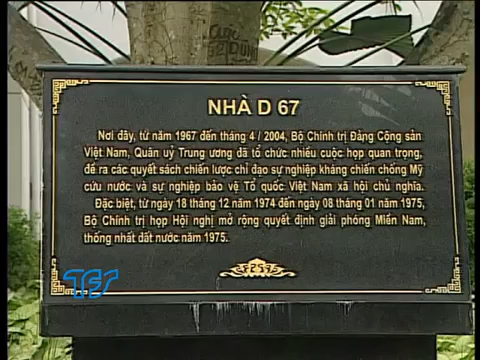 NHÀ D 67
Nơi đây, từ năm 1967 đến tháng 4 / 2004, Bộ Chính trị Đảng Cộng sản
Việt Nam, Quân uỷ Trung ương đã tổ chức nhiều cuộc họp quan trọng,
đề ra các quyết sách chiến lược chỉ đạo sự nghiệp kháng chiến chống Mỹ
cứu nước và sự nghiệp bảo vệ Tổ quốc Việt Nam xã hội chủ nghĩa.
Đặc biệt, từ ngày 18 tháng 12 năm 1974 đến ngày 08 tháng 01 năm 1975,
Bộ Chính trị họp Hội nghị mở rộng quyết định giải phóng Miền Nam,
thống nhất đất nước năm 1975.
TFS